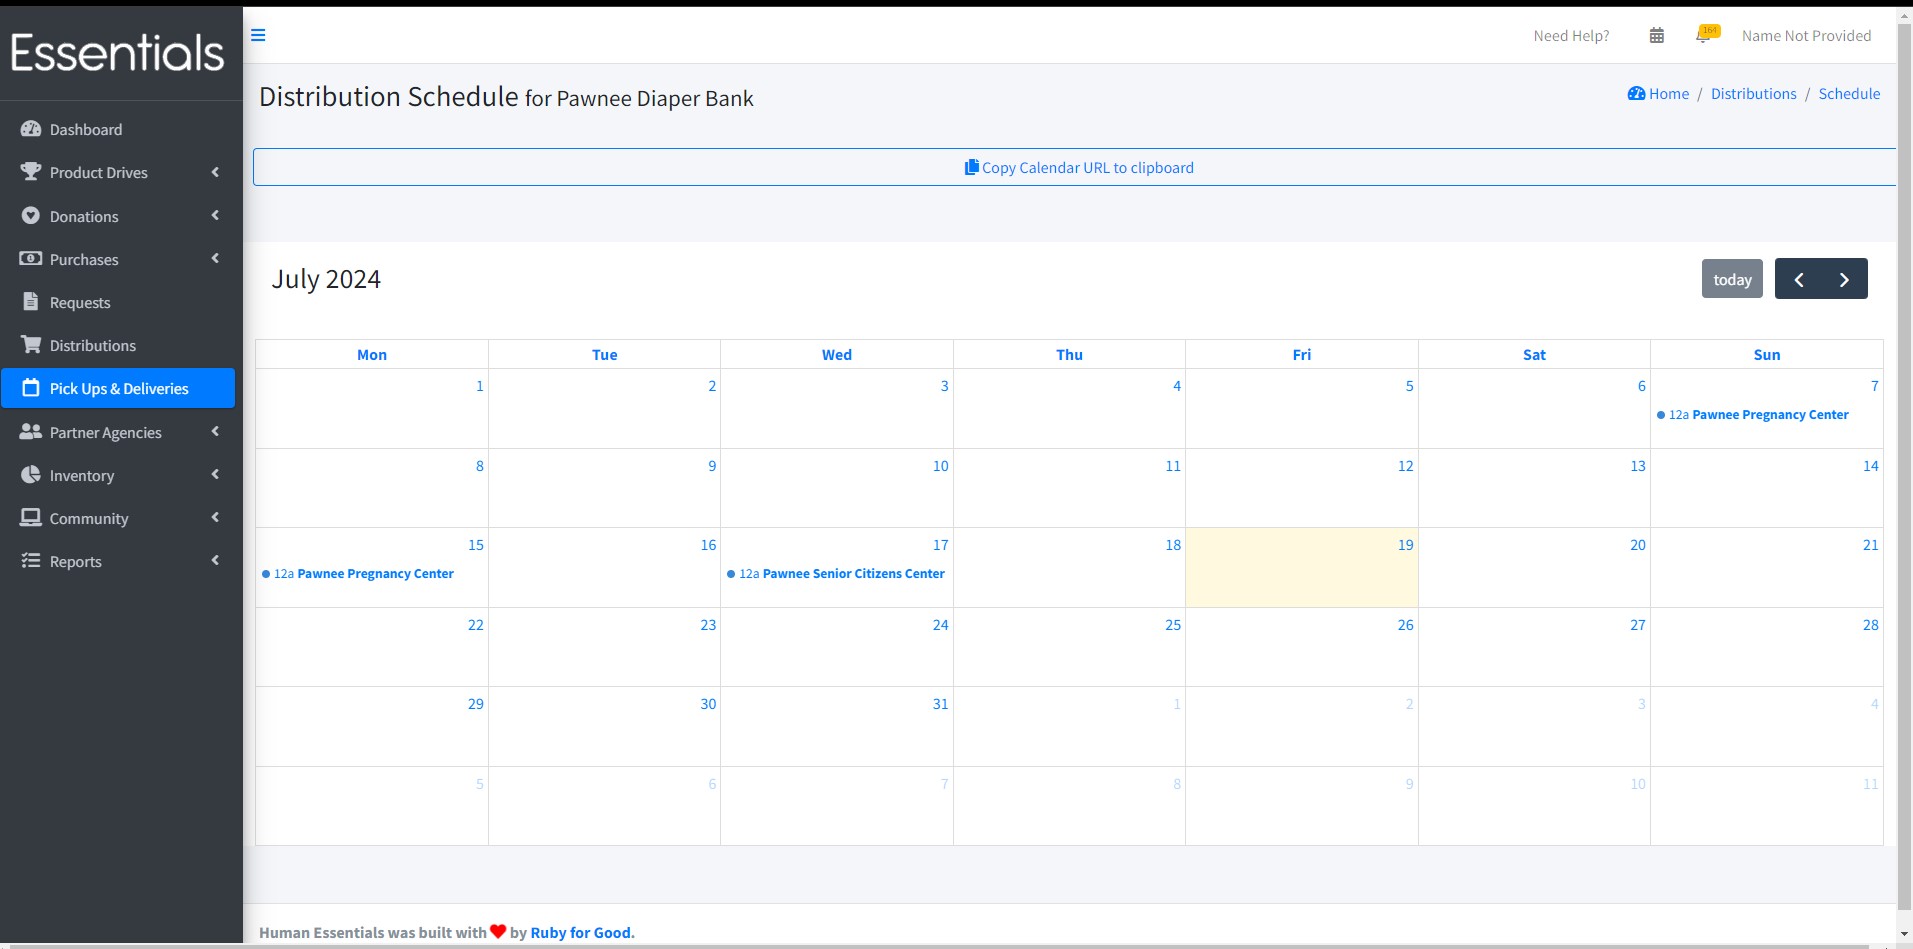 Essentials
Need Help?
164
Name Not Provided
Distribution Schedule for Pawnee Diaper Bank
Home / Distributions / Schedule
Dashboard
Product Drives
Donations
Purchases
Requests
Distributions
Pick Ups & Deliveries
Partner Agencies
Inventory
Community
Reports
Copy Calendar URL to clipboard
July 2024
today
Mon Tue Wed Thu Fri Sat Sun
1 2 3 4 5 6 7
12a Pawnee Pregnancy Center
8 9 10 11 12 13 14
15 16 17 18 19 20 21
12a Pawnee Pregnancy Center 12a Pawnee Senior Citizens Center
22 23 24 25 26 27 28
29 30 31 1 2 3 4
5 6 7 8 9 10 11
Human Essentials was built with by Ruby for Good.